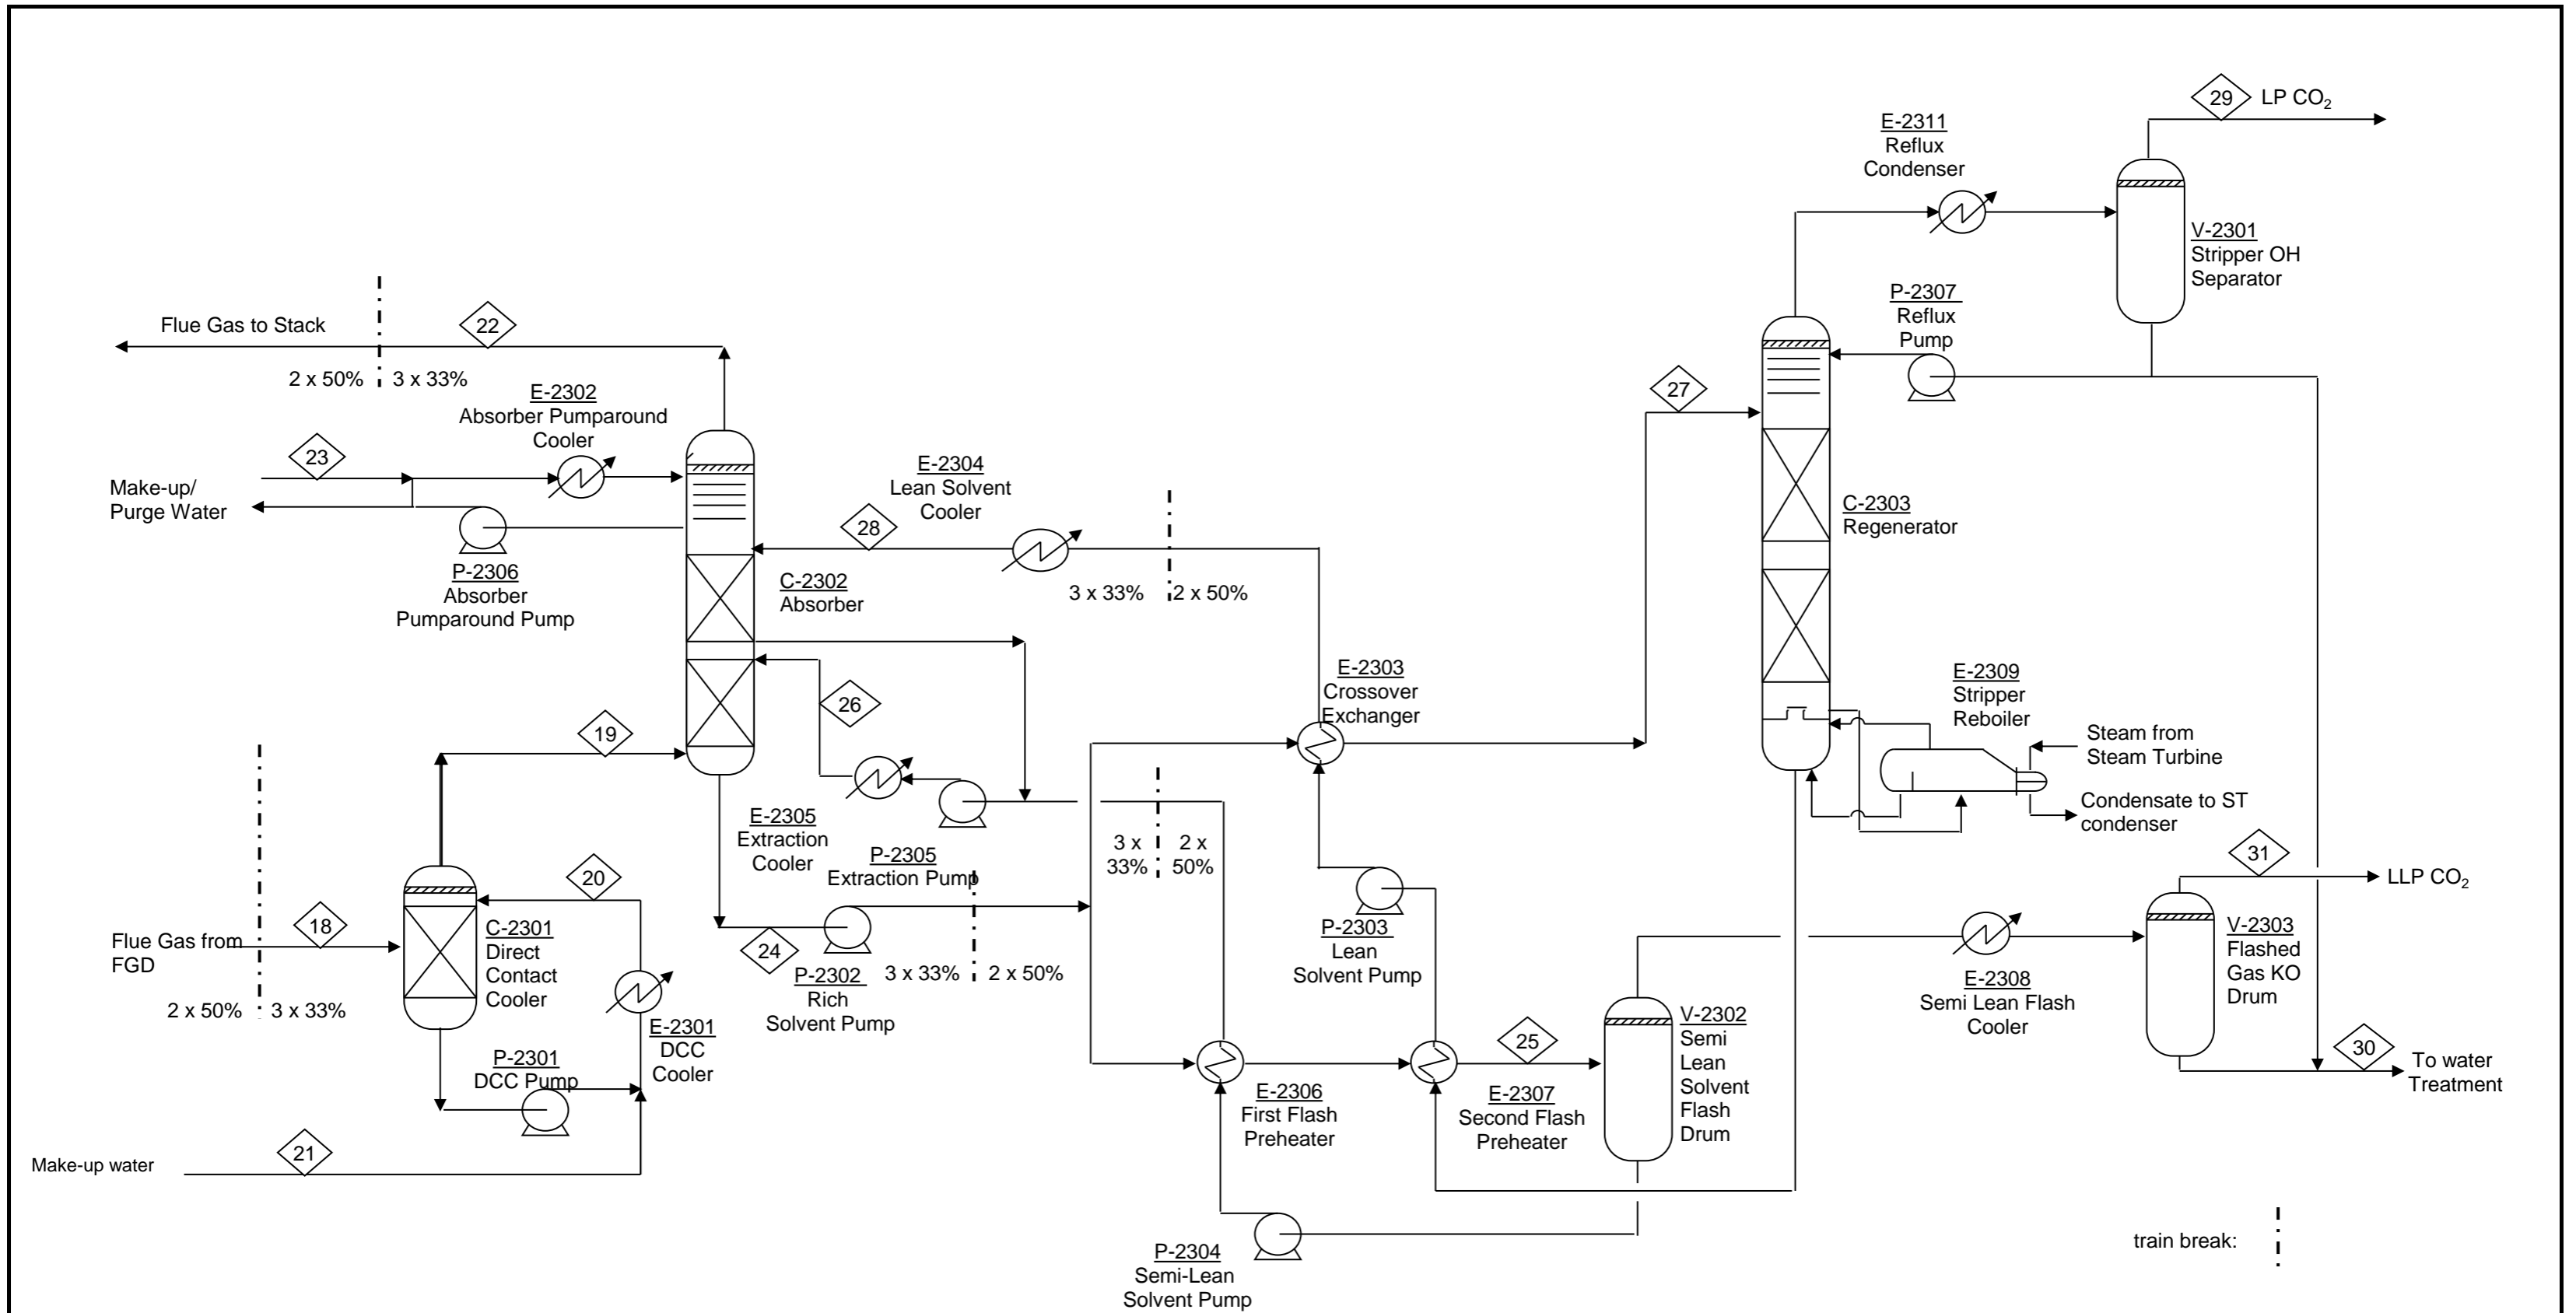 29
LP CO₂
E-2311
Reflux
Condenser
V-2301
Stripper OH
Separator
P-2307
Reflux
Pump
Flue Gas to Stack
22
2 x 50%
3 x 33%
27
E-2302
Absorber Pumparound
Cooler
23
Make-up/
Purge Water
E-2304
Lean Solvent
Cooler
28
C-2303
Regenerator
P-2306
Absorber
Pumparound Pump
C-2302
Absorber
3 x 33%
2 x 50%
E-2303
Crossover
Exchanger
E-2309
Stripper
Reboiler
Steam from
Steam Turbine
Condensate to ST
condenser
26
19
E-2305
Extraction
Cooler
P-2305
Extraction Pump
3 x
33%
2 x
50%
31
LLP CO₂
20
18
Flue Gas from
FGD
2 x 50%
3 x 33%
C-2301
Direct
Contact
Cooler
24
P-2302
Rich
Solvent Pump
3 x 33%
2 x 50%
P-2303
Lean
Solvent Pump
E-2308
Semi Lean Flash
Cooler
V-2303
Flashed
Gas KO
Drum
E-2301
DCC
Cooler
P-2301
DCC Pump
25
V-2302
Semi
Lean
Solvent
Flash
Drum
30
To water
Treatment
E-2306
First Flash
Preheater
E-2307
Second Flash
Preheater
21
Make-up water
P-2304
Semi-Lean
Solvent Pump
train break: